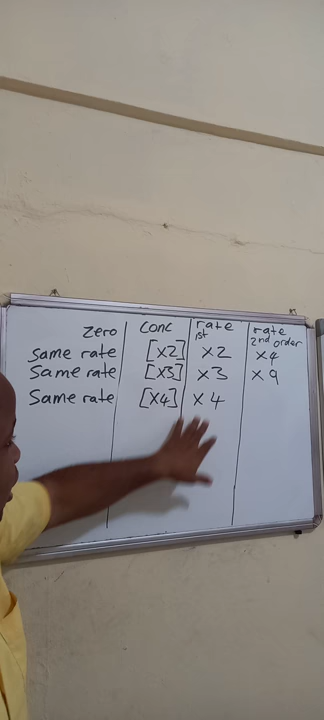 zero conc rate 1st rate 2nd order
same rate [x2] x2 x4
same rate [x3] x3 x9
same rate [x4] x4